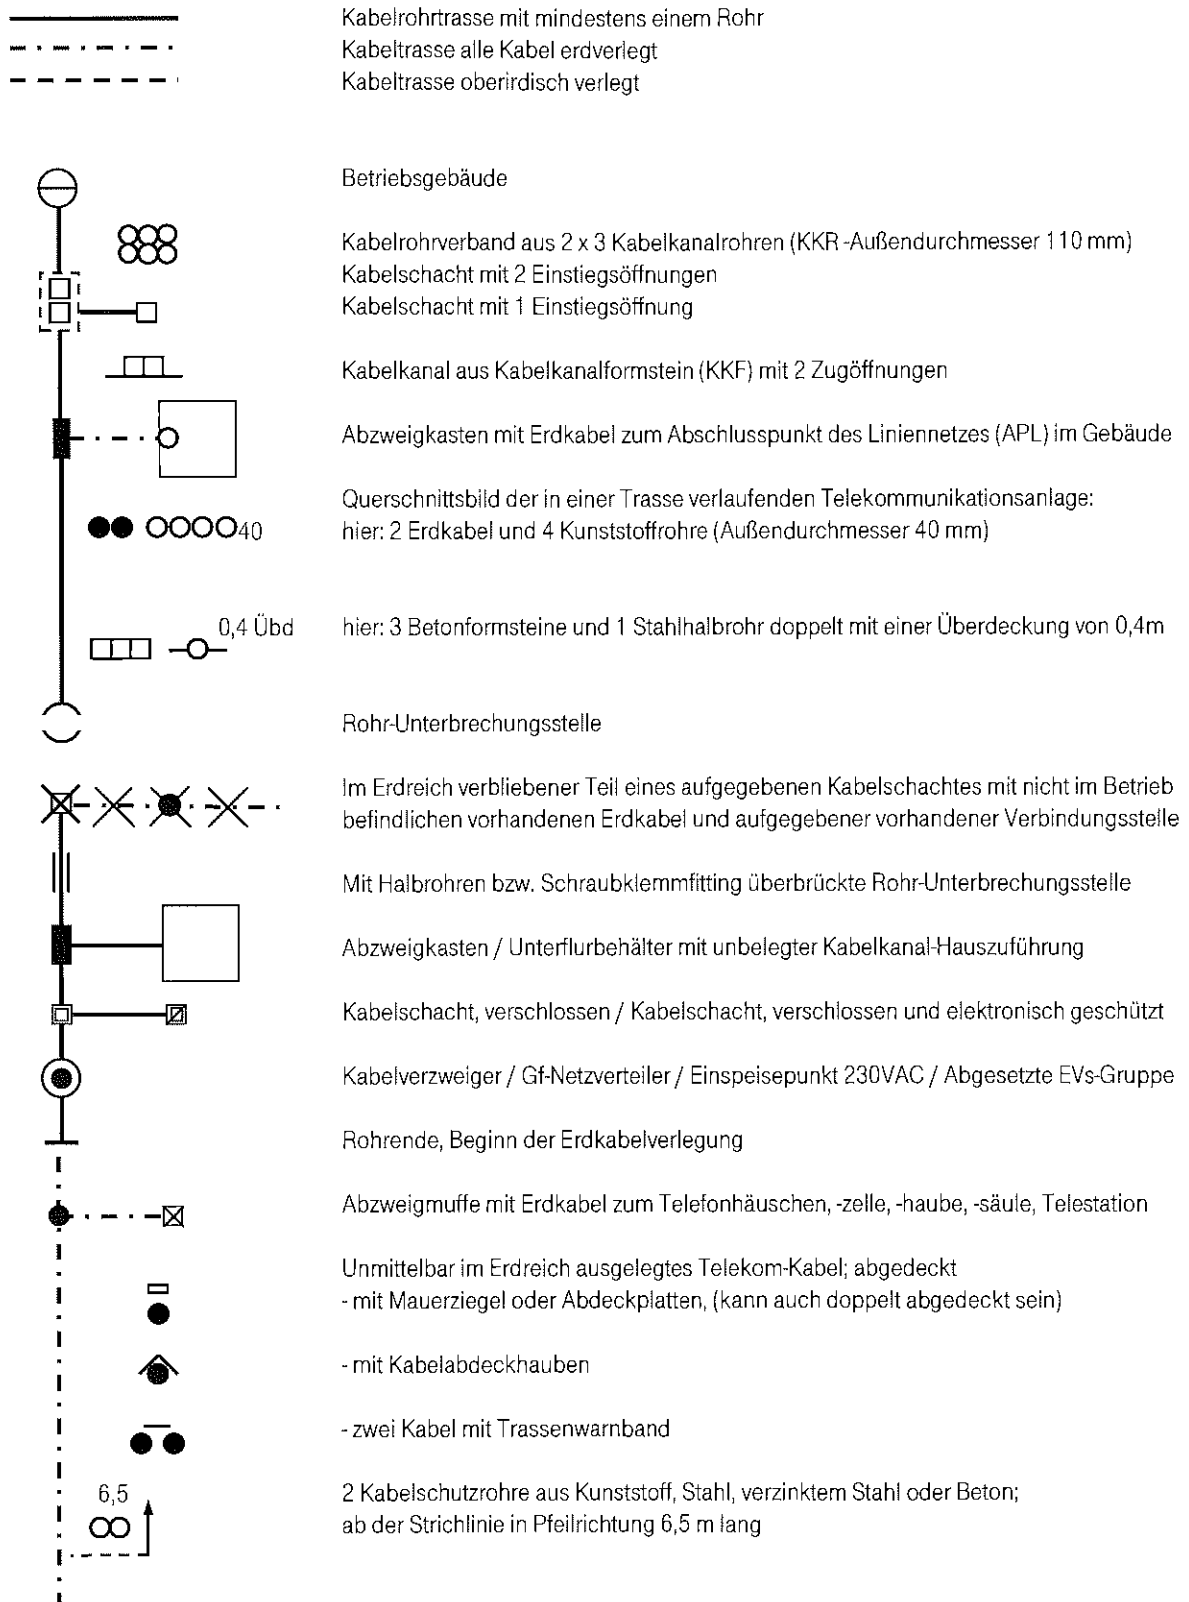 Kabelrohrtrasse mit mindestens einem Rohr
Kabeltrasse alle Kabel erdverlegt
Kabeltrasse oberirdisch verlegt
Betriebsgebäude
Kabelrohrverband aus 2 x 3 Kabelkanalrohren (KKR -Außendurchmesser 110 mm)
Kabelschacht mit 2 Einstiegsöffnungen
Kabelschacht mit 1 Einstiegsöffnung
Kabelkanal aus Kabelkanalformstein (KKF) mit 2 Zugöffnungen
Abzweigkasten mit Erdkabel zum Abschlusspunkt des Liniennetzes (APL) im Gebäude
Querschnittsbild der in einer Trasse verlaufenden Telekommunikationsanlage:
40 hier: 2 Erdkabel und 4 Kunststoffrohre (Außendurchmesser 40 mm)
0,4 Übd hier: 3 Betonformsteine und 1 Stahlhalbrohr doppelt mit einer Überdeckung von 0,4m
Rohr-Unterbrechungsstelle
Im Erdreich verbliebener Teil eines aufgegebenen Kabelschachtes mit nicht im Betrieb
befindlichen vorhandenen Erdkabel und aufgegebener vorhandener Verbindungsstelle
Mit Halbrohren bzw. Schraubklemmfitting überbrückte Rohr-Unterbrechungsstelle
Abzweigkasten / Unterflurbehälter mit unbelegter Kabelkanal-Hauszuführung
Kabelschacht, verschlossen / Kabelschacht, verschlossen und elektronisch geschützt
Kabelverzweiger / Gf-Netzverteiler / Einspeisepunkt 230VAC / Abgesetzte EVs-Gruppe
Rohrende, Beginn der Erdkabelverlegung
Abzweigmuffe mit Erdkabel zum Telefonhäuschen, -zelle, -haube, -säule, Telestation
Unmittelbar im Erdreich ausgelegtes Telekom-Kabel; abgedeckt
- mit Mauerziegel oder Abdeckplatten, (kann auch doppelt abgedeckt sein)
- mit Kabelabdeckhauben
- zwei Kabel mit Trassenwarnband
6,5 2 Kabelschutzrohre aus Kunststoff, Stahl, verzinktem Stahl oder Beton;
ab der Strichlinie in Pfeilrichtung 6,5 m lang